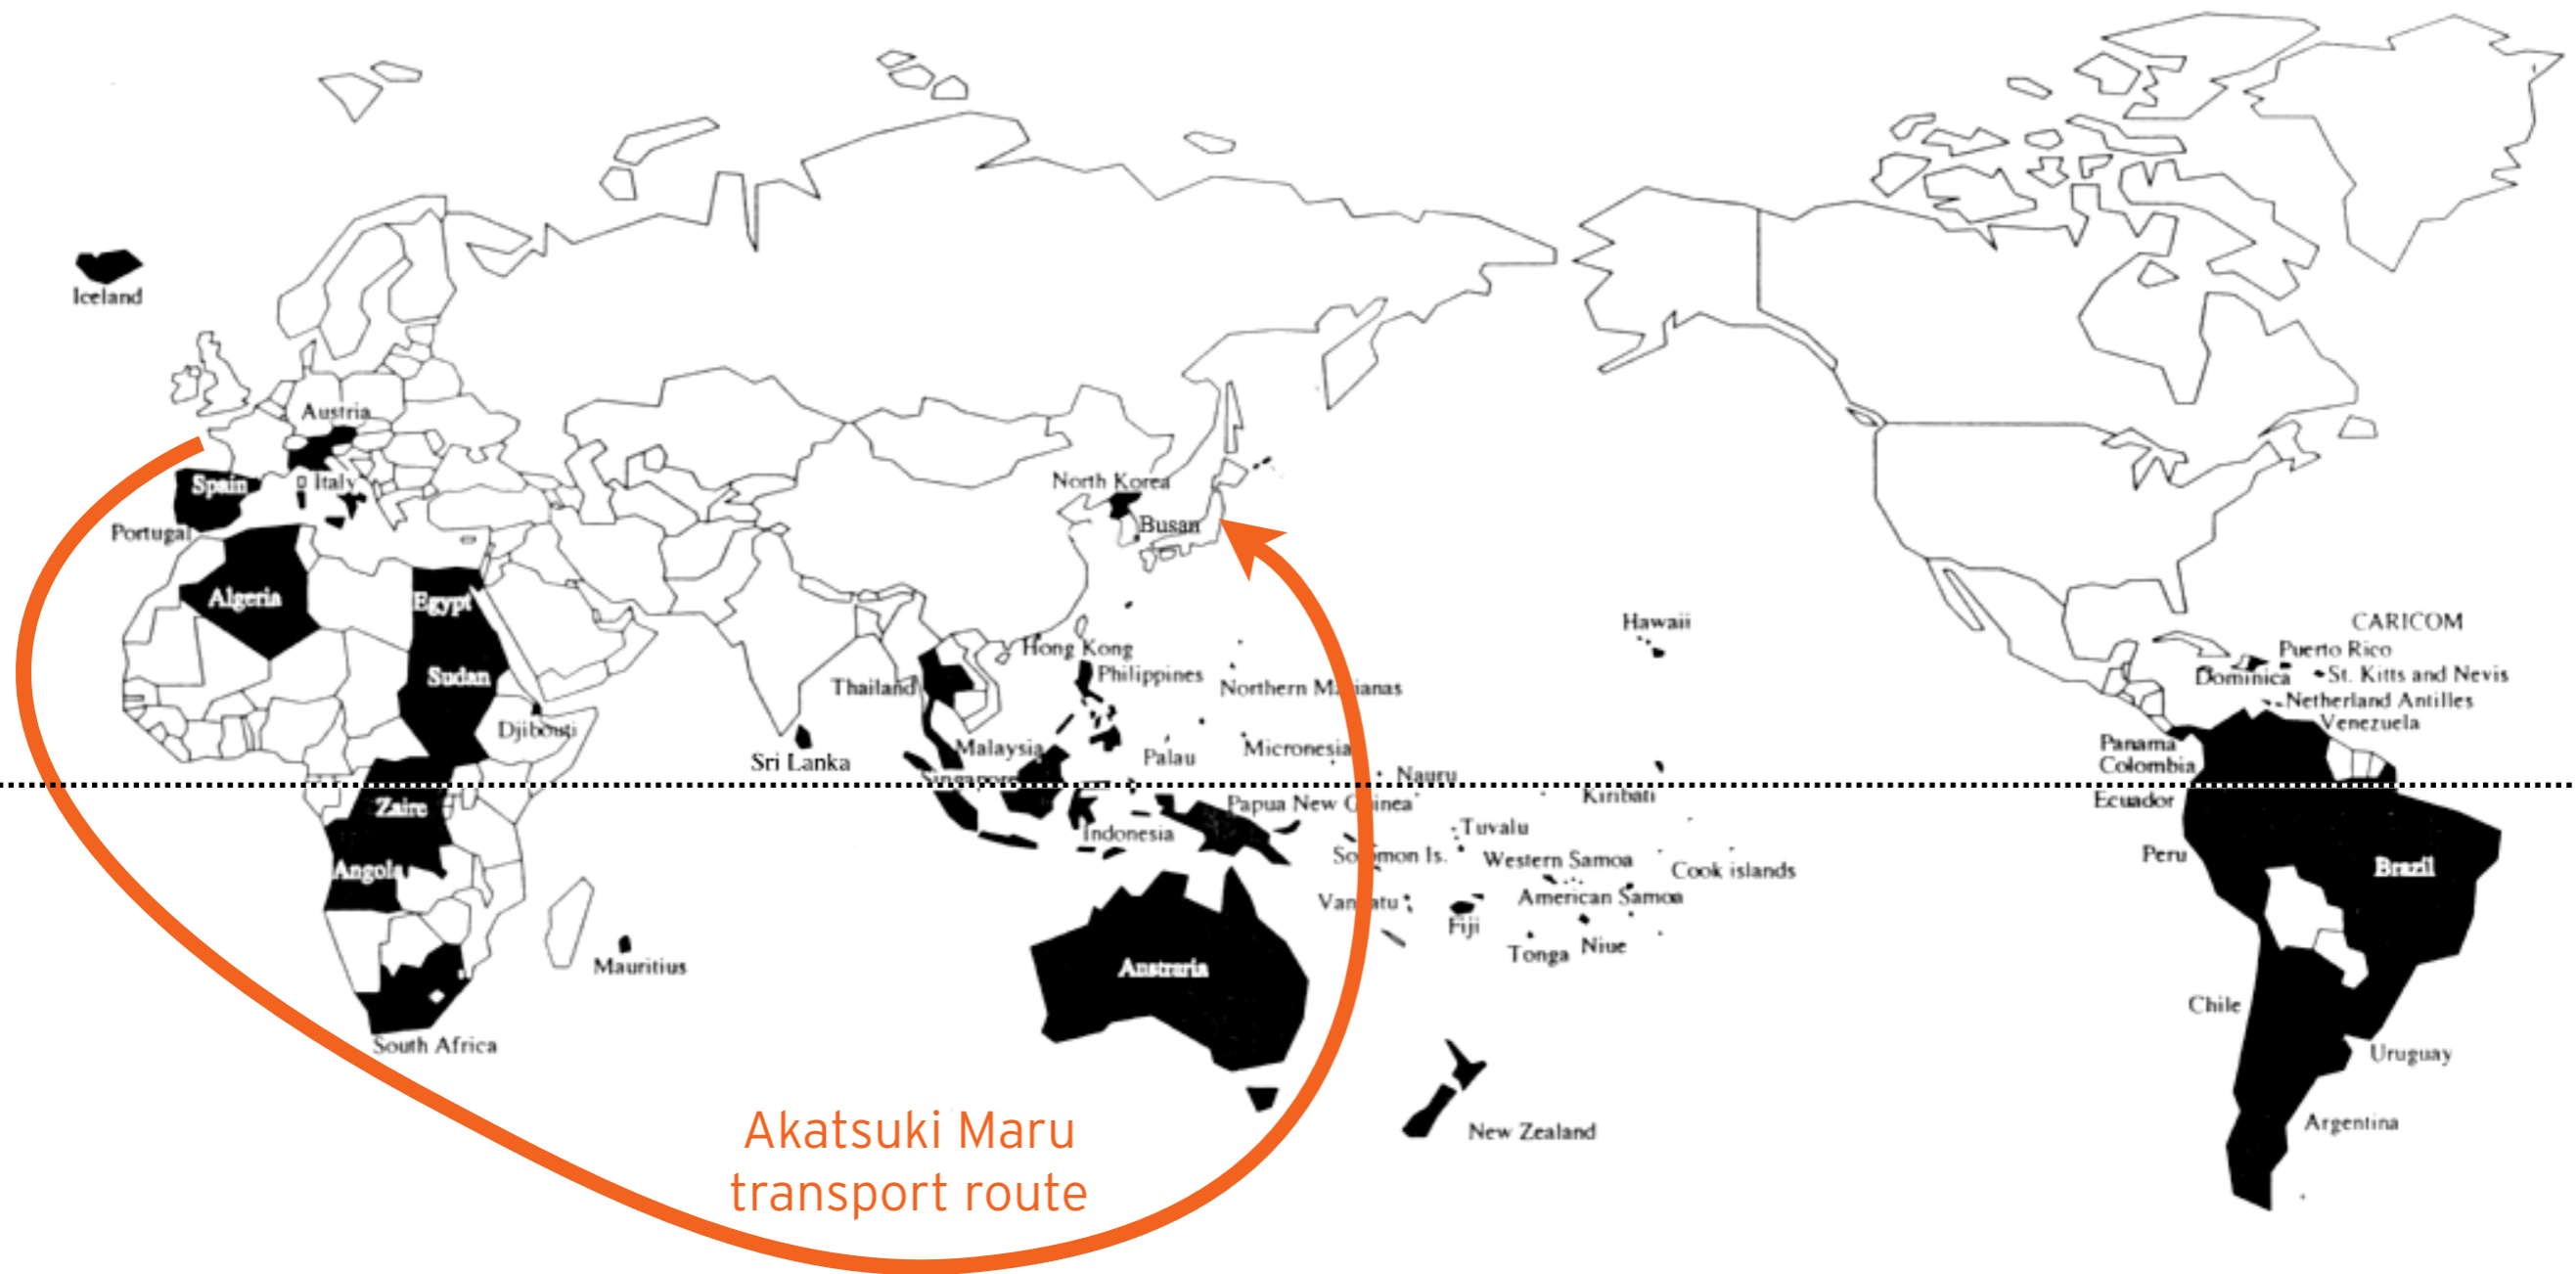 Iceland
Austria
Spain
Italy
Portugal
North Korea
Busan
Algeria
Egypt
Hawaii
CARICOM
Hong Kong
Puerto Rico
Sudan
Thailand
Philippines
Northern Marianas
Dominica
St. Kitts and Nevis
Netherland Antilles
Djibouti
Venezuela
Sri Lanka
Malaysia
Palau
Micronesia
Panama
Colombia
Singapore
Nauru
Zaire
Papua New Guinea
Kiribati
Ecuador
Indonesia
Tuvalu
Angola
Solomon Is.
Western Samoa
Cook islands
Peru
Brazil
Vanuatu
American Samoa
Fiji
Tonga
Niue
Mauritius
Austraria
Chile
South Africa
Uruguay
Argentina
New Zealand
Akatsuki Maru
transport route